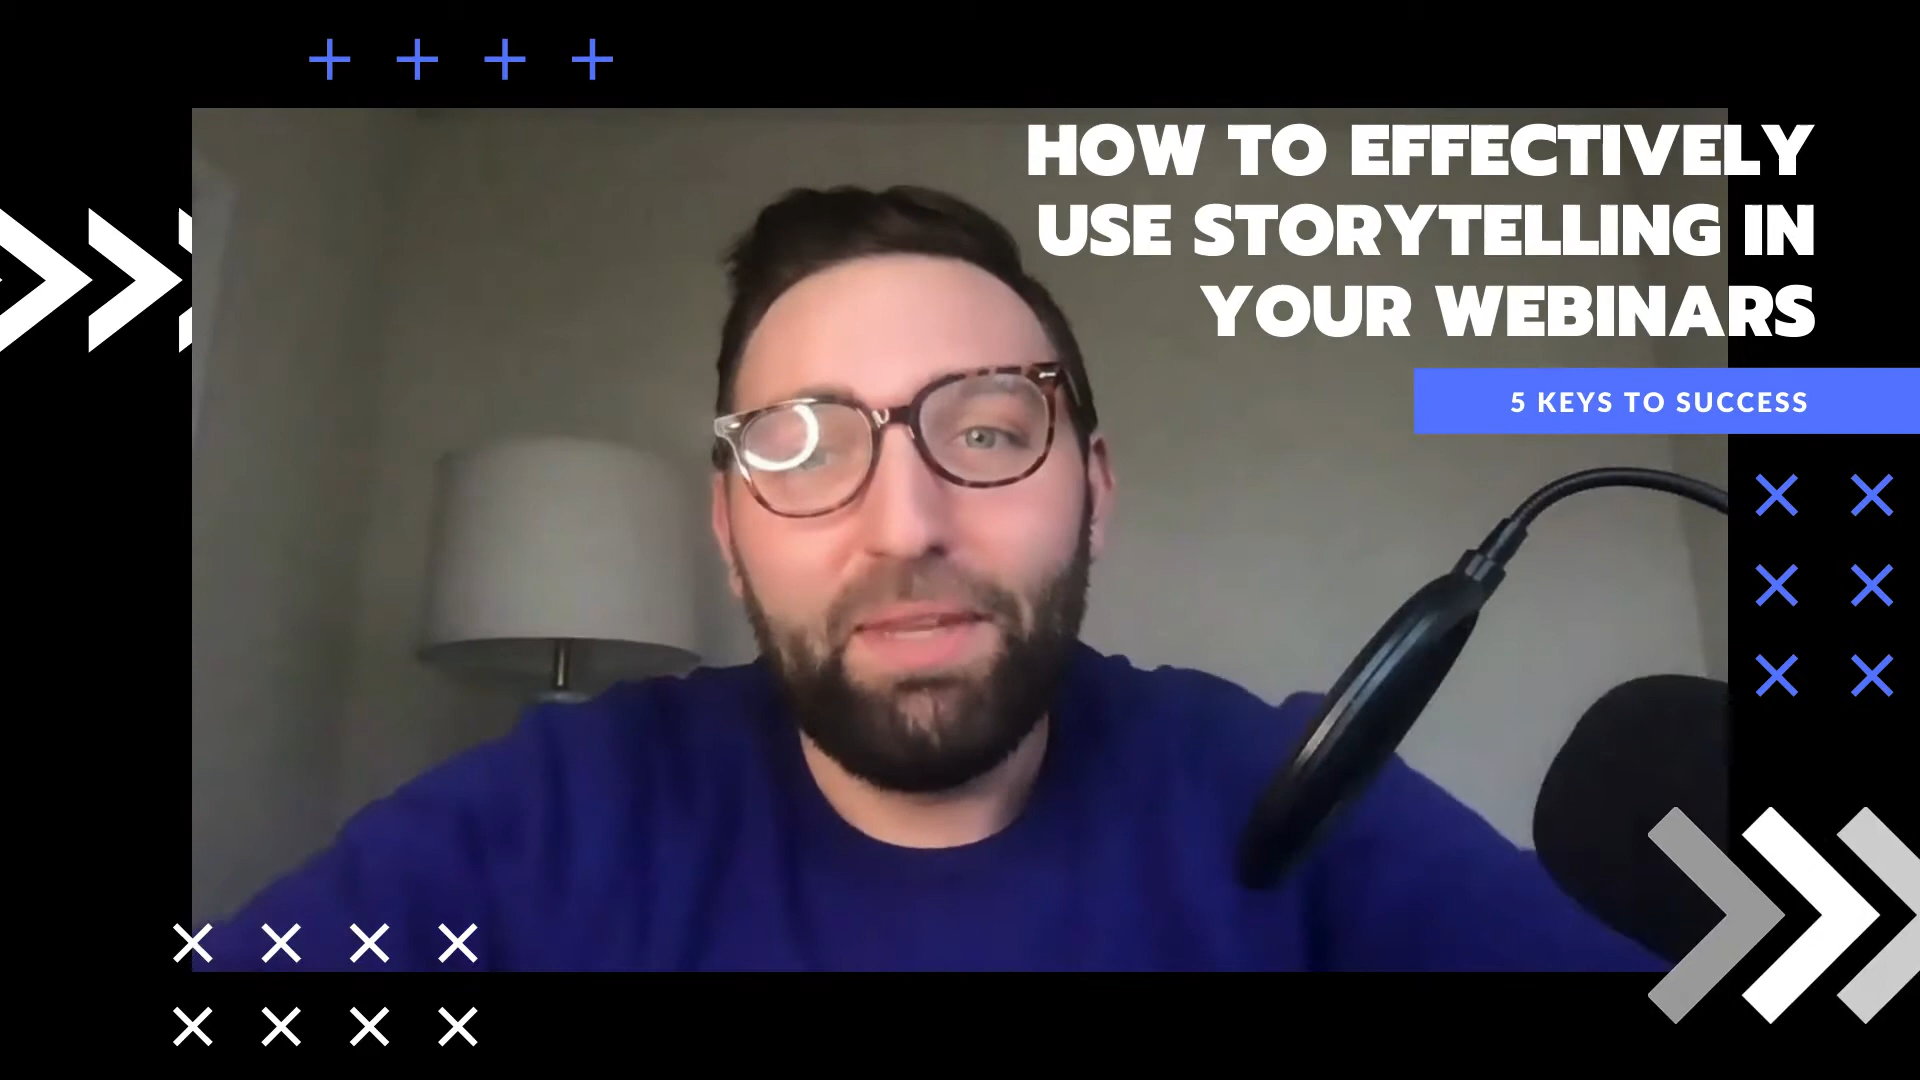 HOW TO EFFECTIVELY
USE STORYTELLING IN
YOUR WEBINARS
5 KEYS TO SUCCESS